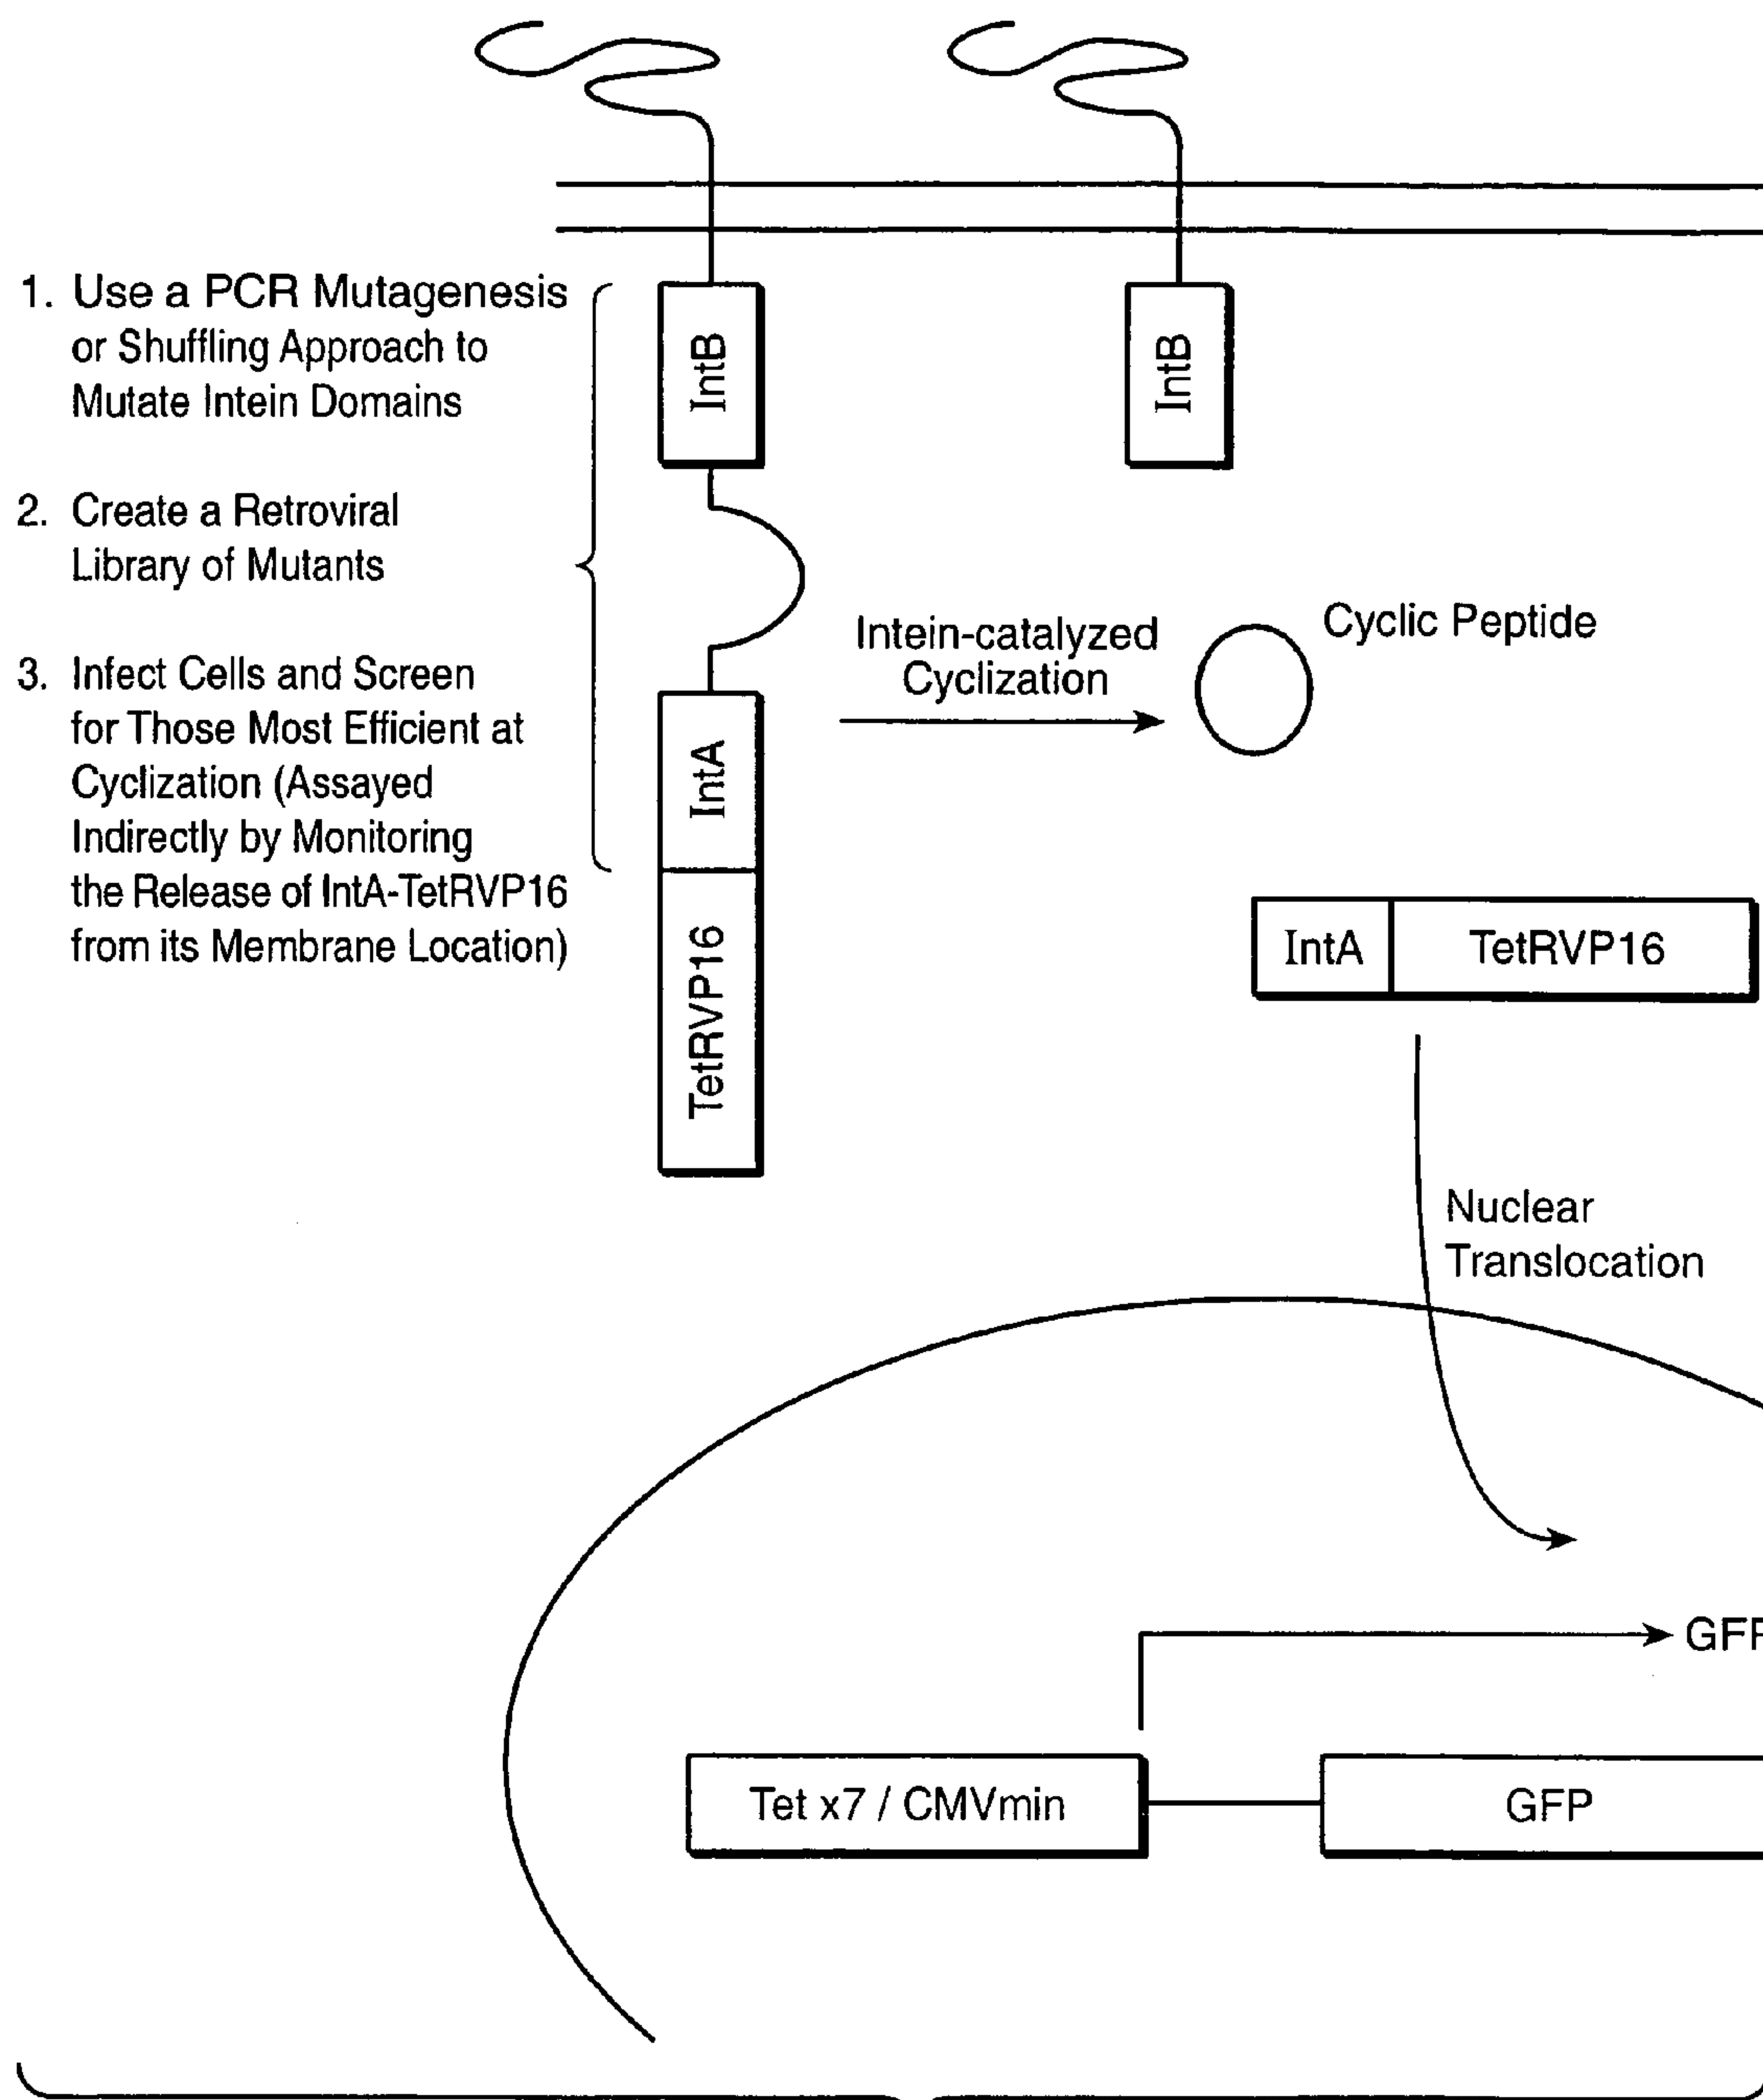 1. Use a PCR Mutagenesis
or Shuffling Approach to
Mutate Intein Domains
2. Create a Retroviral
Library of Mutants
3. Infect Cells and Screen
for Those Most Efficient at
Cyclization (Assayed
Indirectly by Monitoring
the Release of IntA-TetRVP16
from its Membrane Location)
IntB
IntA
TetRVP16
IntB
Intein-catalyzed
Cyclization
Cyclic Peptide
IntA
TetRVP16
Nuclear
Translocation
GFP
Tet x7 / CMVmin
GFP